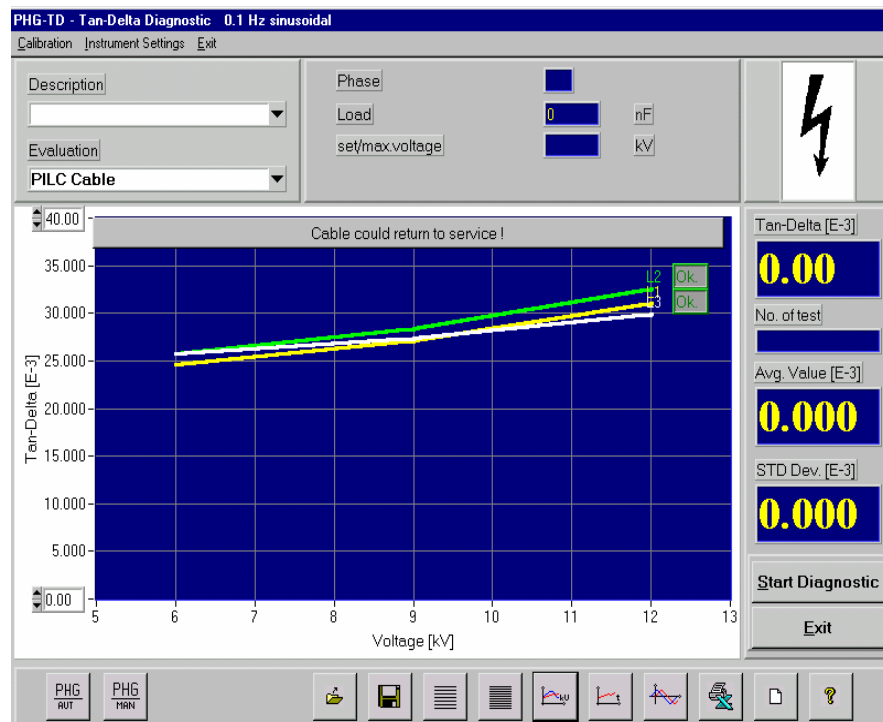 PHG-TD - Tan-Delta Diagnostic 0.1 Hz sinusoidal
Calibration Instrument Settings Exit
Description
Evaluation
PILC Cable
Phase
Load 0 nF
set/max.voltage kV
Cable could return to service !
40.00
35.000
30.000
25.000
20.000
15.000
10.000
5.000
0.00
Tan-Delta [E-3]
5 6 7 8 9 10 11 12 13
Voltage [kV]
L2 Ok.
Ok.
Tan-Delta [E-3]
0.00
No. of test
Avg. Value [E-3]
0.000
STD Dev. [E-3]
0.000
Start Diagnostic
Exit
PHG
AUT
PHG
MAN
kV
t
?